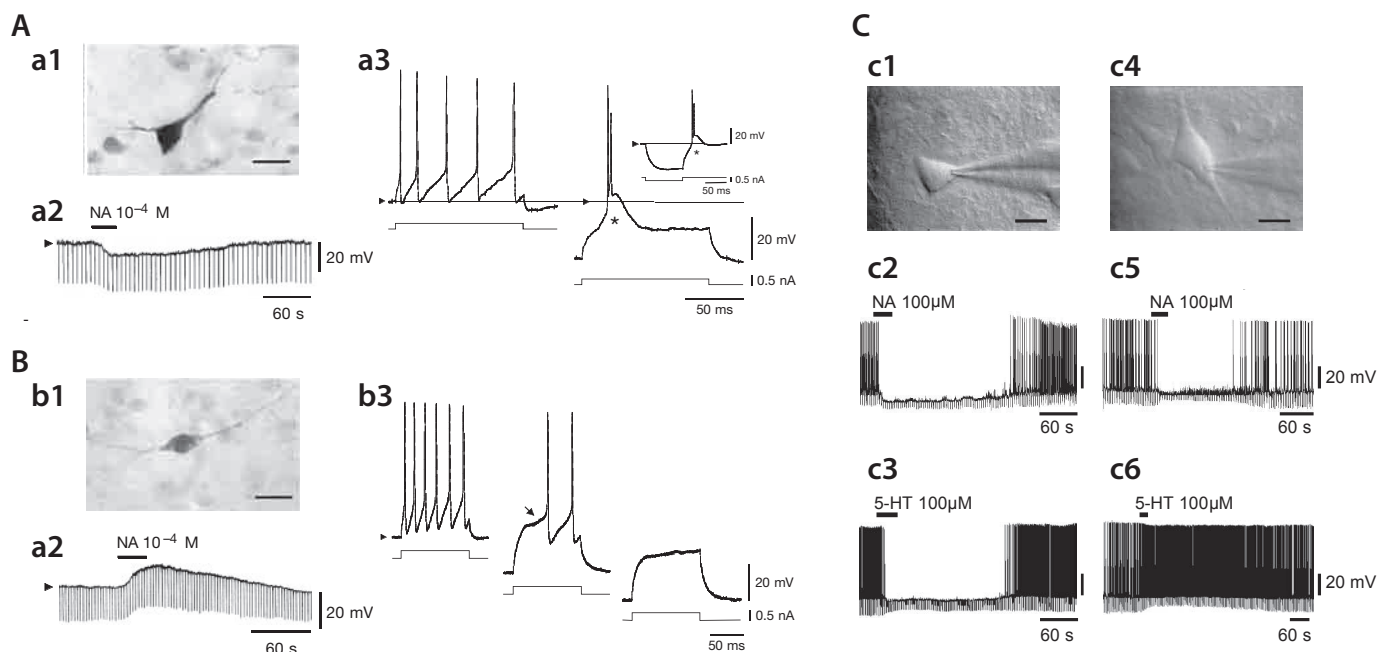 A
a1
a2
NA 10⁻⁴ M
20 mV
60 s
a3
20 mV
*
0.5 nA
50 ms
*
20 mV
0.5 nA
50 ms
B
b1
a2
NA 10⁻⁴ M
20 mV
60 s
b3
20 mV
0.5 nA
50 ms
C
c1
c4
c2
NA 100μM
60 s
c5
NA 100μM
20 mV
60 s
c3
5-HT 100μM
60 s
c6
5-HT 100μM
20 mV
60 s